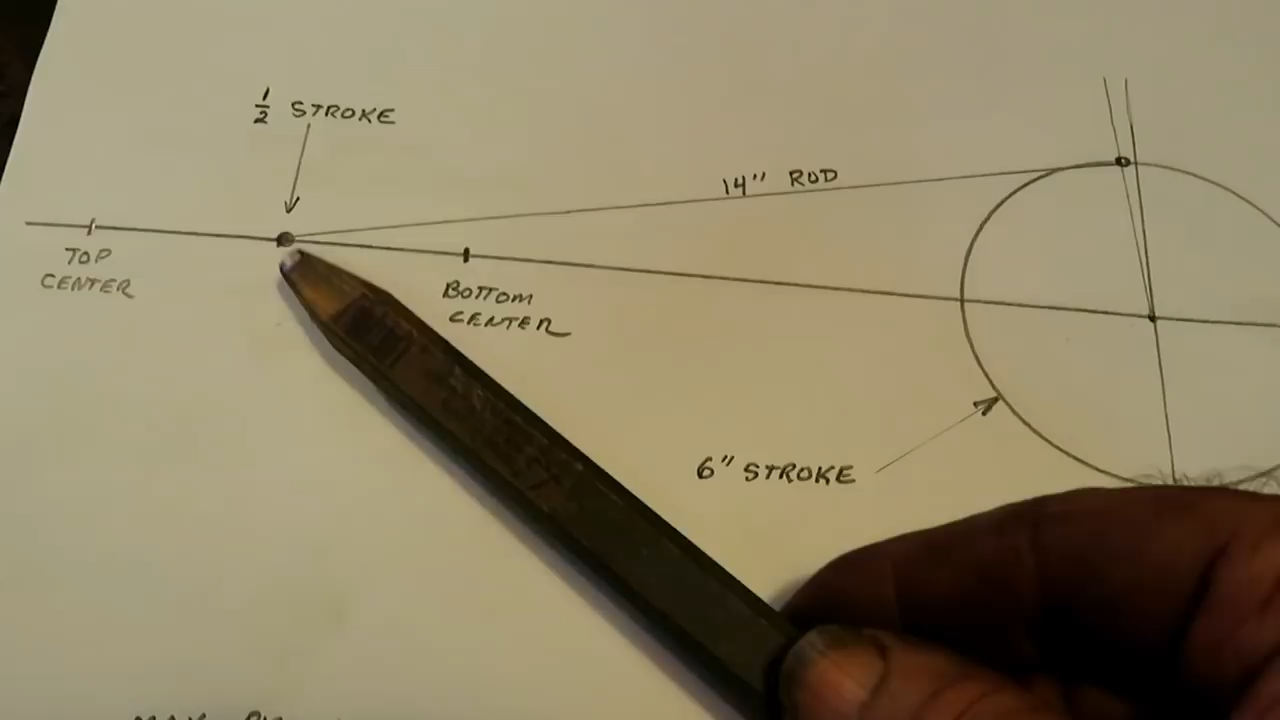 ½ STROKE
14" ROD
TOP
CENTER
BOTTOM
CENTER
6" STROKE